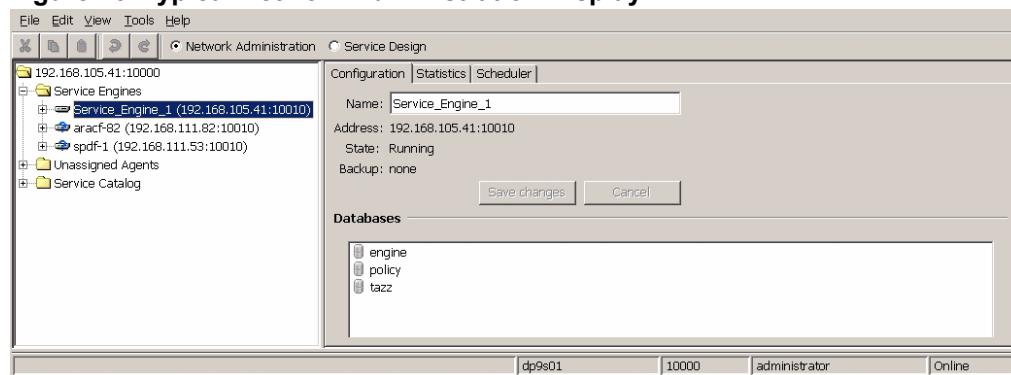 File Edit View Tools Help
Network Administration Service Design
192.168.105.41:10000
Service Engines
Service_Engine_1 (192.168.105.41:10010)
aracf-82 (192.168.111.82:10010)
spdf-1 (192.168.111.53:10010)
Unassigned Agents
Service Catalog
Configuration Statistics Scheduler
Name: Service_Engine_1
Address: 192.168.105.41:10010
State: Running
Backup: none
Save changes Cancel
Databases
engine
policy
tazz
dp9s01 10000 administrator Online